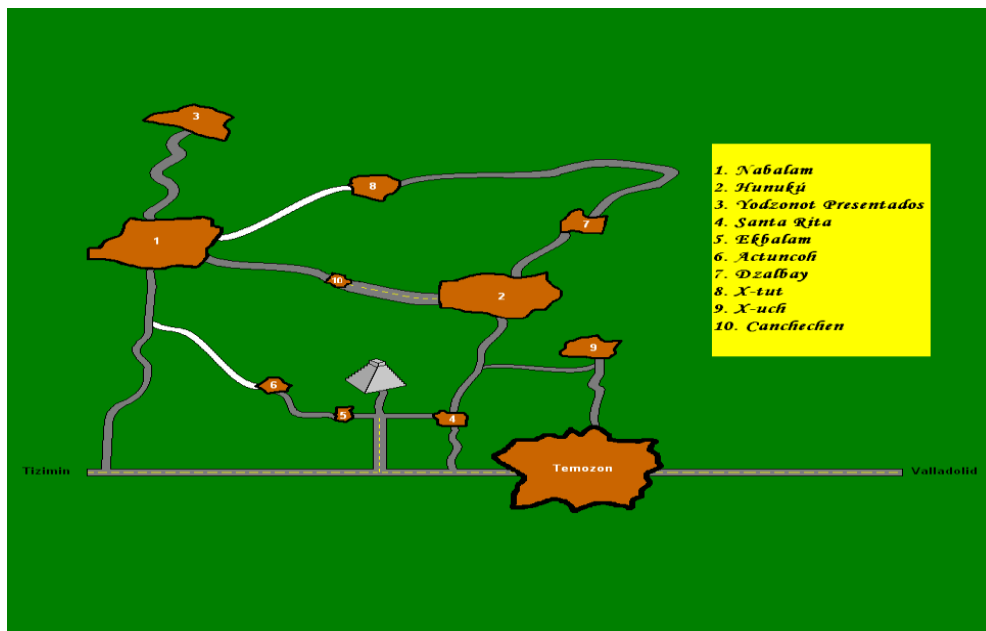 3
8
7
1
10
2
9
6
5
4
Tizimin
Temozon
Valladolid
1. Nabalam
2. Hunukú
3. Yodzonot Presentados
4. Santa Rita
5. Ekbalam
6. Actuncoh
7. Dzalbay
8. X-tut
9. X-uch
10. Canchechen